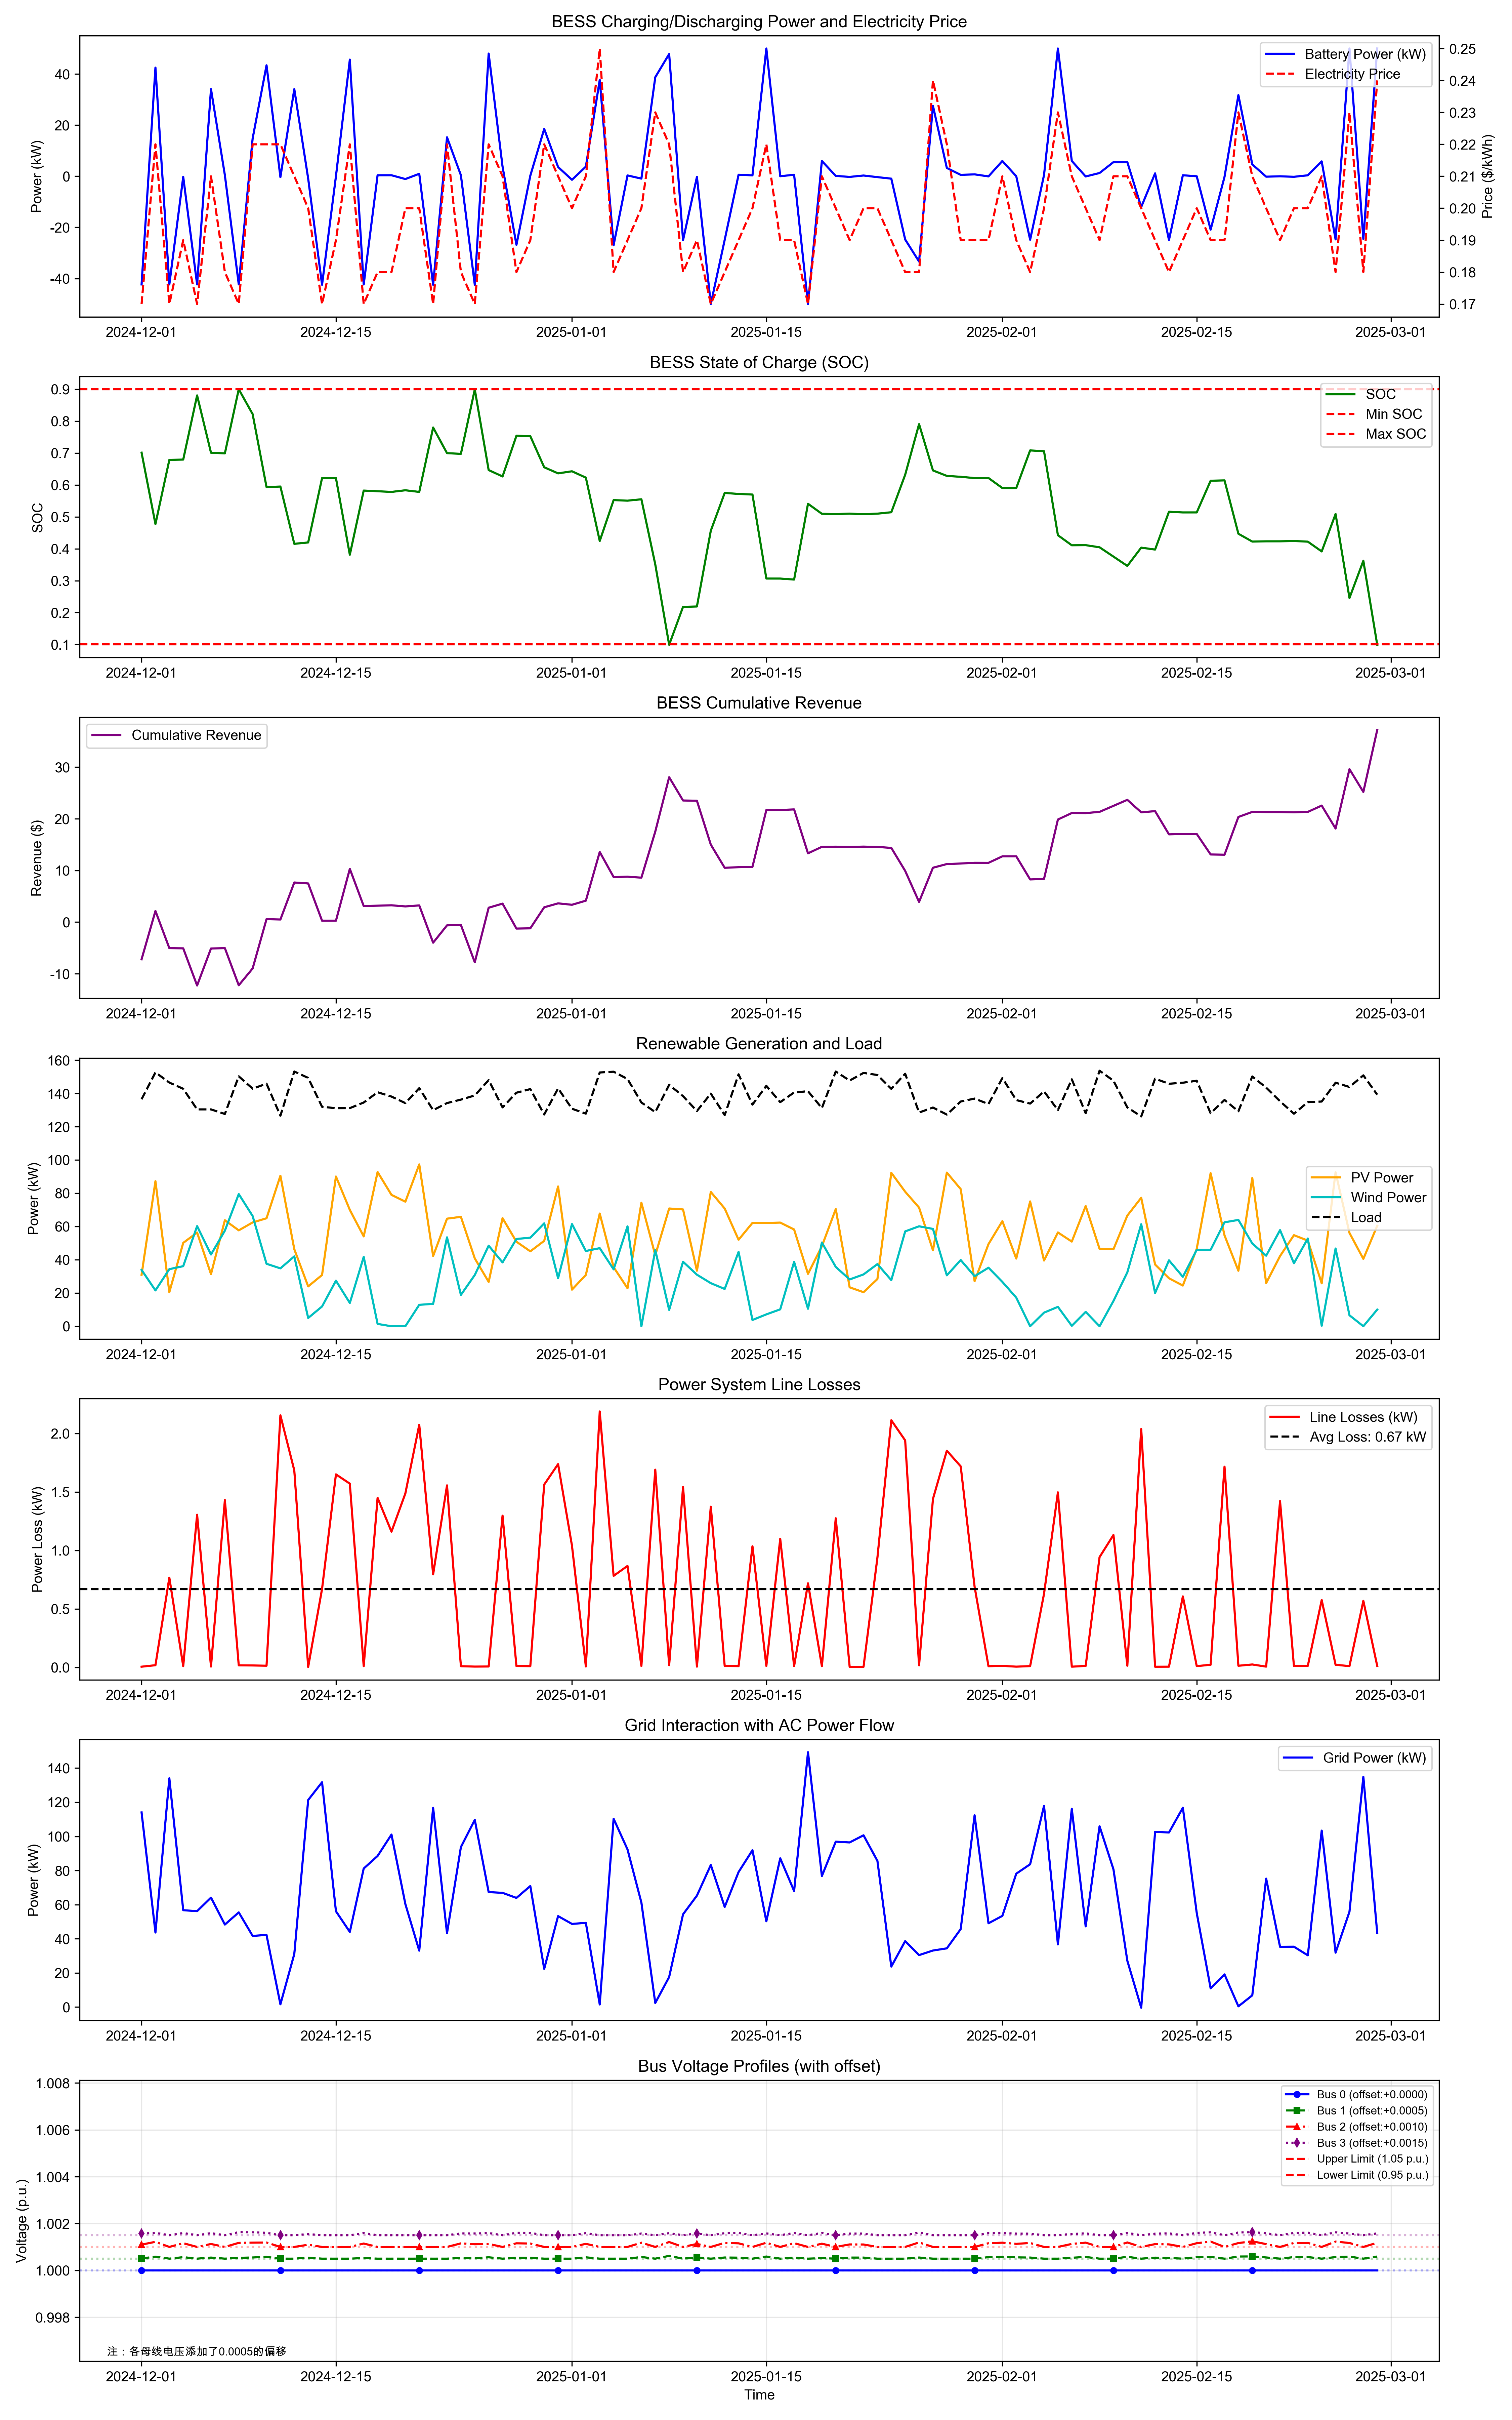 BESS Charging/Discharging Power and Electricity Price
Power (kW)
40
20
0
-20
-40
Battery Power (kW)
Electricity Price
0.25
0.24
0.23
0.22
0.21
0.20
0.19
0.18
0.17
Price ($/kWh)
2024-12-01 2024-12-15 2025-01-01 2025-01-15 2025-02-01 2025-02-15 2025-03-01
BESS State of Charge (SOC)
SOC
0.9
0.8
0.7
0.6
0.5
0.4
0.3
0.2
0.1
SOC
Min SOC
Max SOC
2024-12-01 2024-12-15 2025-01-01 2025-01-15 2025-02-01 2025-02-15 2025-03-01
BESS Cumulative Revenue
Cumulative Revenue
Revenue ($)
30
20
10
0
-10
2024-12-01 2024-12-15 2025-01-01 2025-01-15 2025-02-01 2025-02-15 2025-03-01
Renewable Generation and Load
Power (kW)
160
140
120
100
80
60
40
20
0
PV Power
Wind Power
Load
2024-12-01 2024-12-15 2025-01-01 2025-01-15 2025-02-01 2025-02-15 2025-03-01
Power System Line Losses
Power Loss (kW)
2.0
1.5
1.0
0.5
0.0
Line Losses (kW)
Avg Loss: 0.67 kW
2024-12-01 2024-12-15 2025-01-01 2025-01-15 2025-02-01 2025-02-15 2025-03-01
Grid Interaction with AC Power Flow
Power (kW)
140
120
100
80
60
40
20
0
Grid Power (kW)
2024-12-01 2024-12-15 2025-01-01 2025-01-15 2025-02-01 2025-02-15 2025-03-01
Bus Voltage Profiles (with offset)
Voltage (p.u.)
1.008
1.006
1.004
1.002
1.000
0.998
Bus 0 (offset:+0.0000)
Bus 1 (offset:+0.0005)
Bus 2 (offset:+0.0010)
Bus 3 (offset:+0.0015)
Upper Limit (1.05 p.u.)
Lower Limit (0.95 p.u.)
注：各母线电压添加了0.0005的偏移
2024-12-01 2024-12-15 2025-01-01 2025-01-15 2025-02-01 2025-02-15 2025-03-01
Time